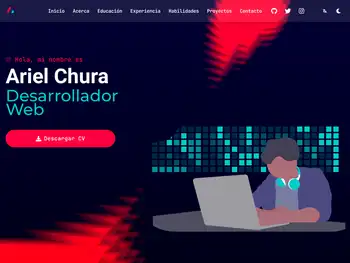 Inicio Acerca Educación Experiencia Habilidades Proyectos Contacto
Hola, mi nombre es
Ariel Chura
Desarrollador
Web
Descargar CV